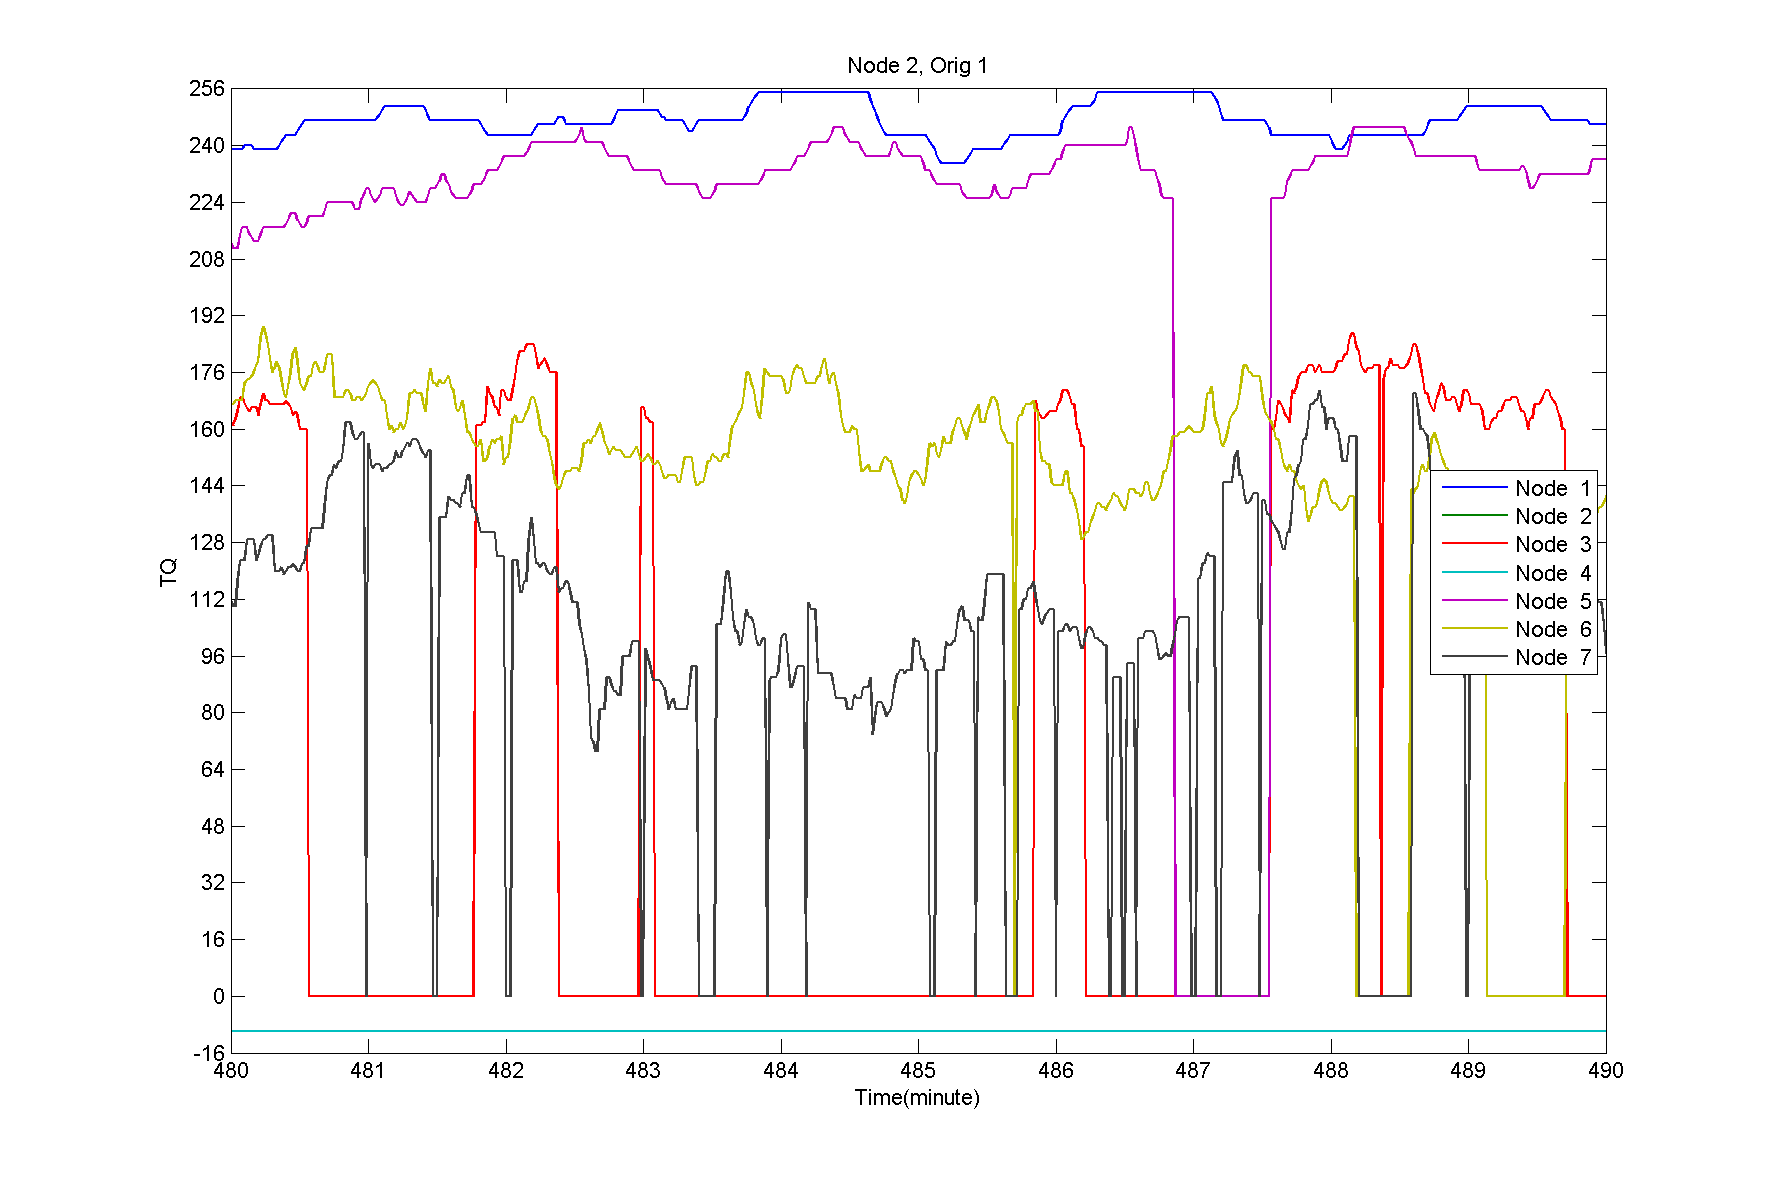 Node 2, Orig 1
256
240
224
208
192
176
160
144
128
112
96
80
64
48
32
16
0
-16
TQ
Node 1
Node 2
Node 3
Node 4
Node 5
Node 6
Node 7
480 481 482 483 484 485 486 487 488 489 490
Time(minute)